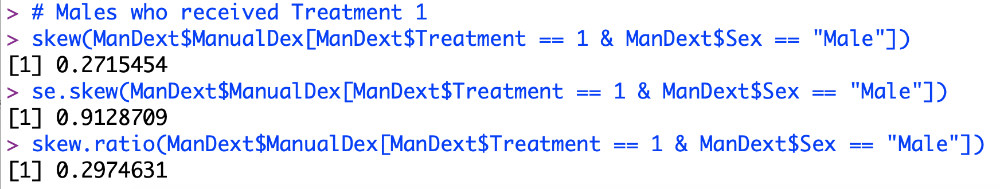 > # Males who received Treatment 1
> skew(ManDext$ManualDex[ManDext$Treatment == 1 & ManDext$Sex == "Male"])
[1] 0.2715454
> se.skew(ManDext$ManualDex[ManDext$Treatment == 1 & ManDext$Sex == "Male"])
[1] 0.9128709
> skew.ratio(ManDext$ManualDex[ManDext$Treatment == 1 & ManDext$Sex == "Male"])
[1] 0.2974631